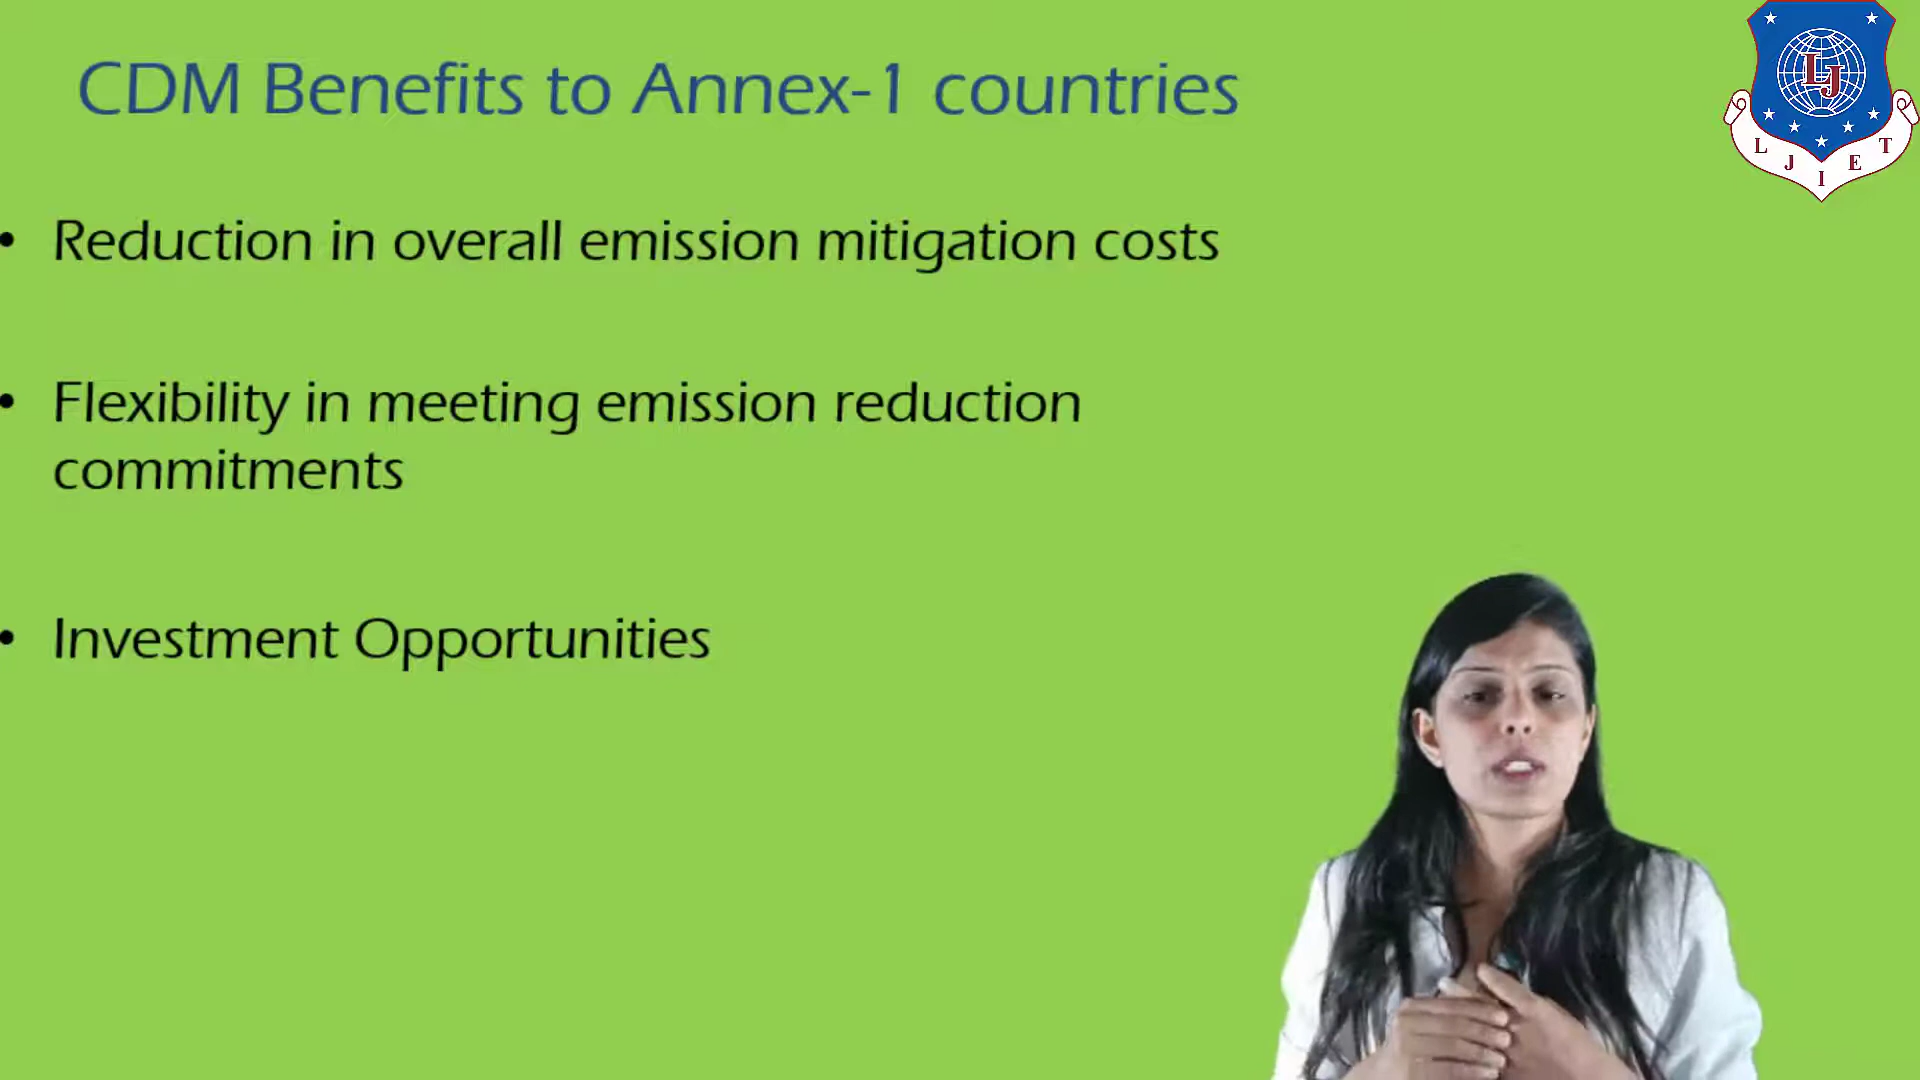 CDM Benefits to Annex-1 countries
• Reduction in overall emission mitigation costs
• Flexibility in meeting emission reduction
commitments
• Investment Opportunities
LJ
L J I E T